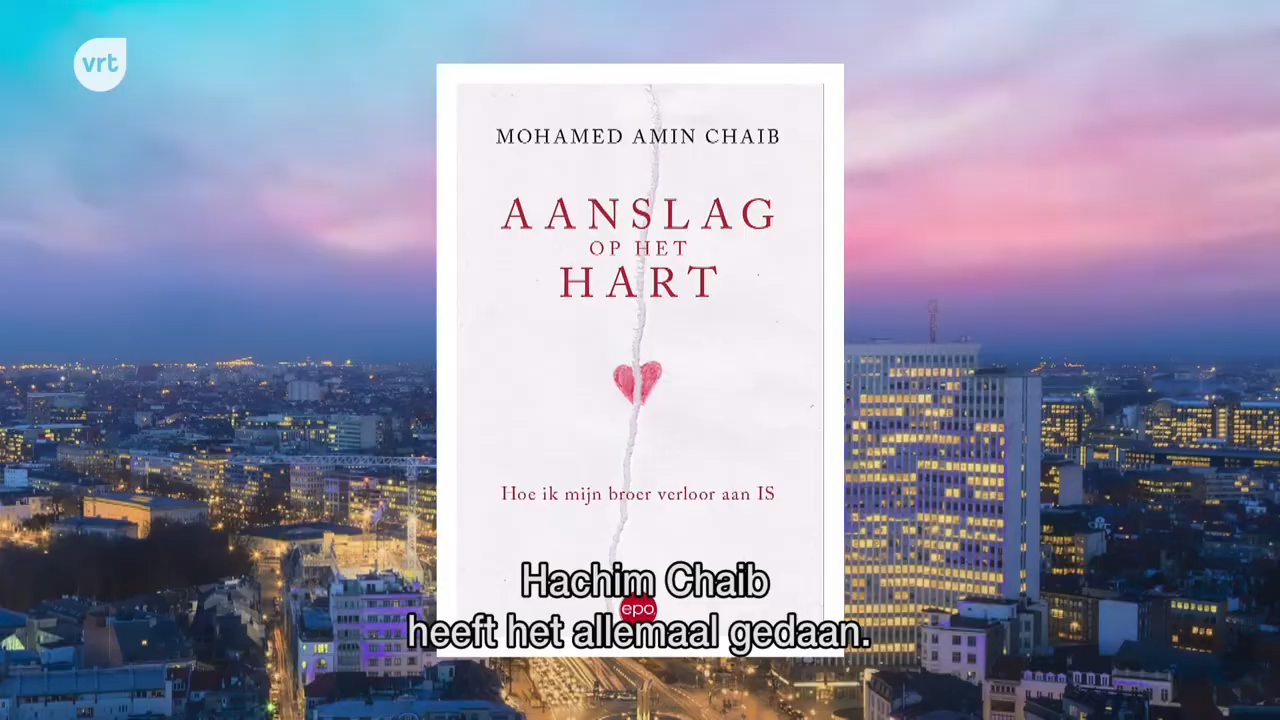 vrt
MOHAMED AMIN CHAIB
AANSLAG
OP HET
HART
Hoe ik mijn broer verloor aan IS
Hachim Chaib
epo
heeft het allemaal gedaan.